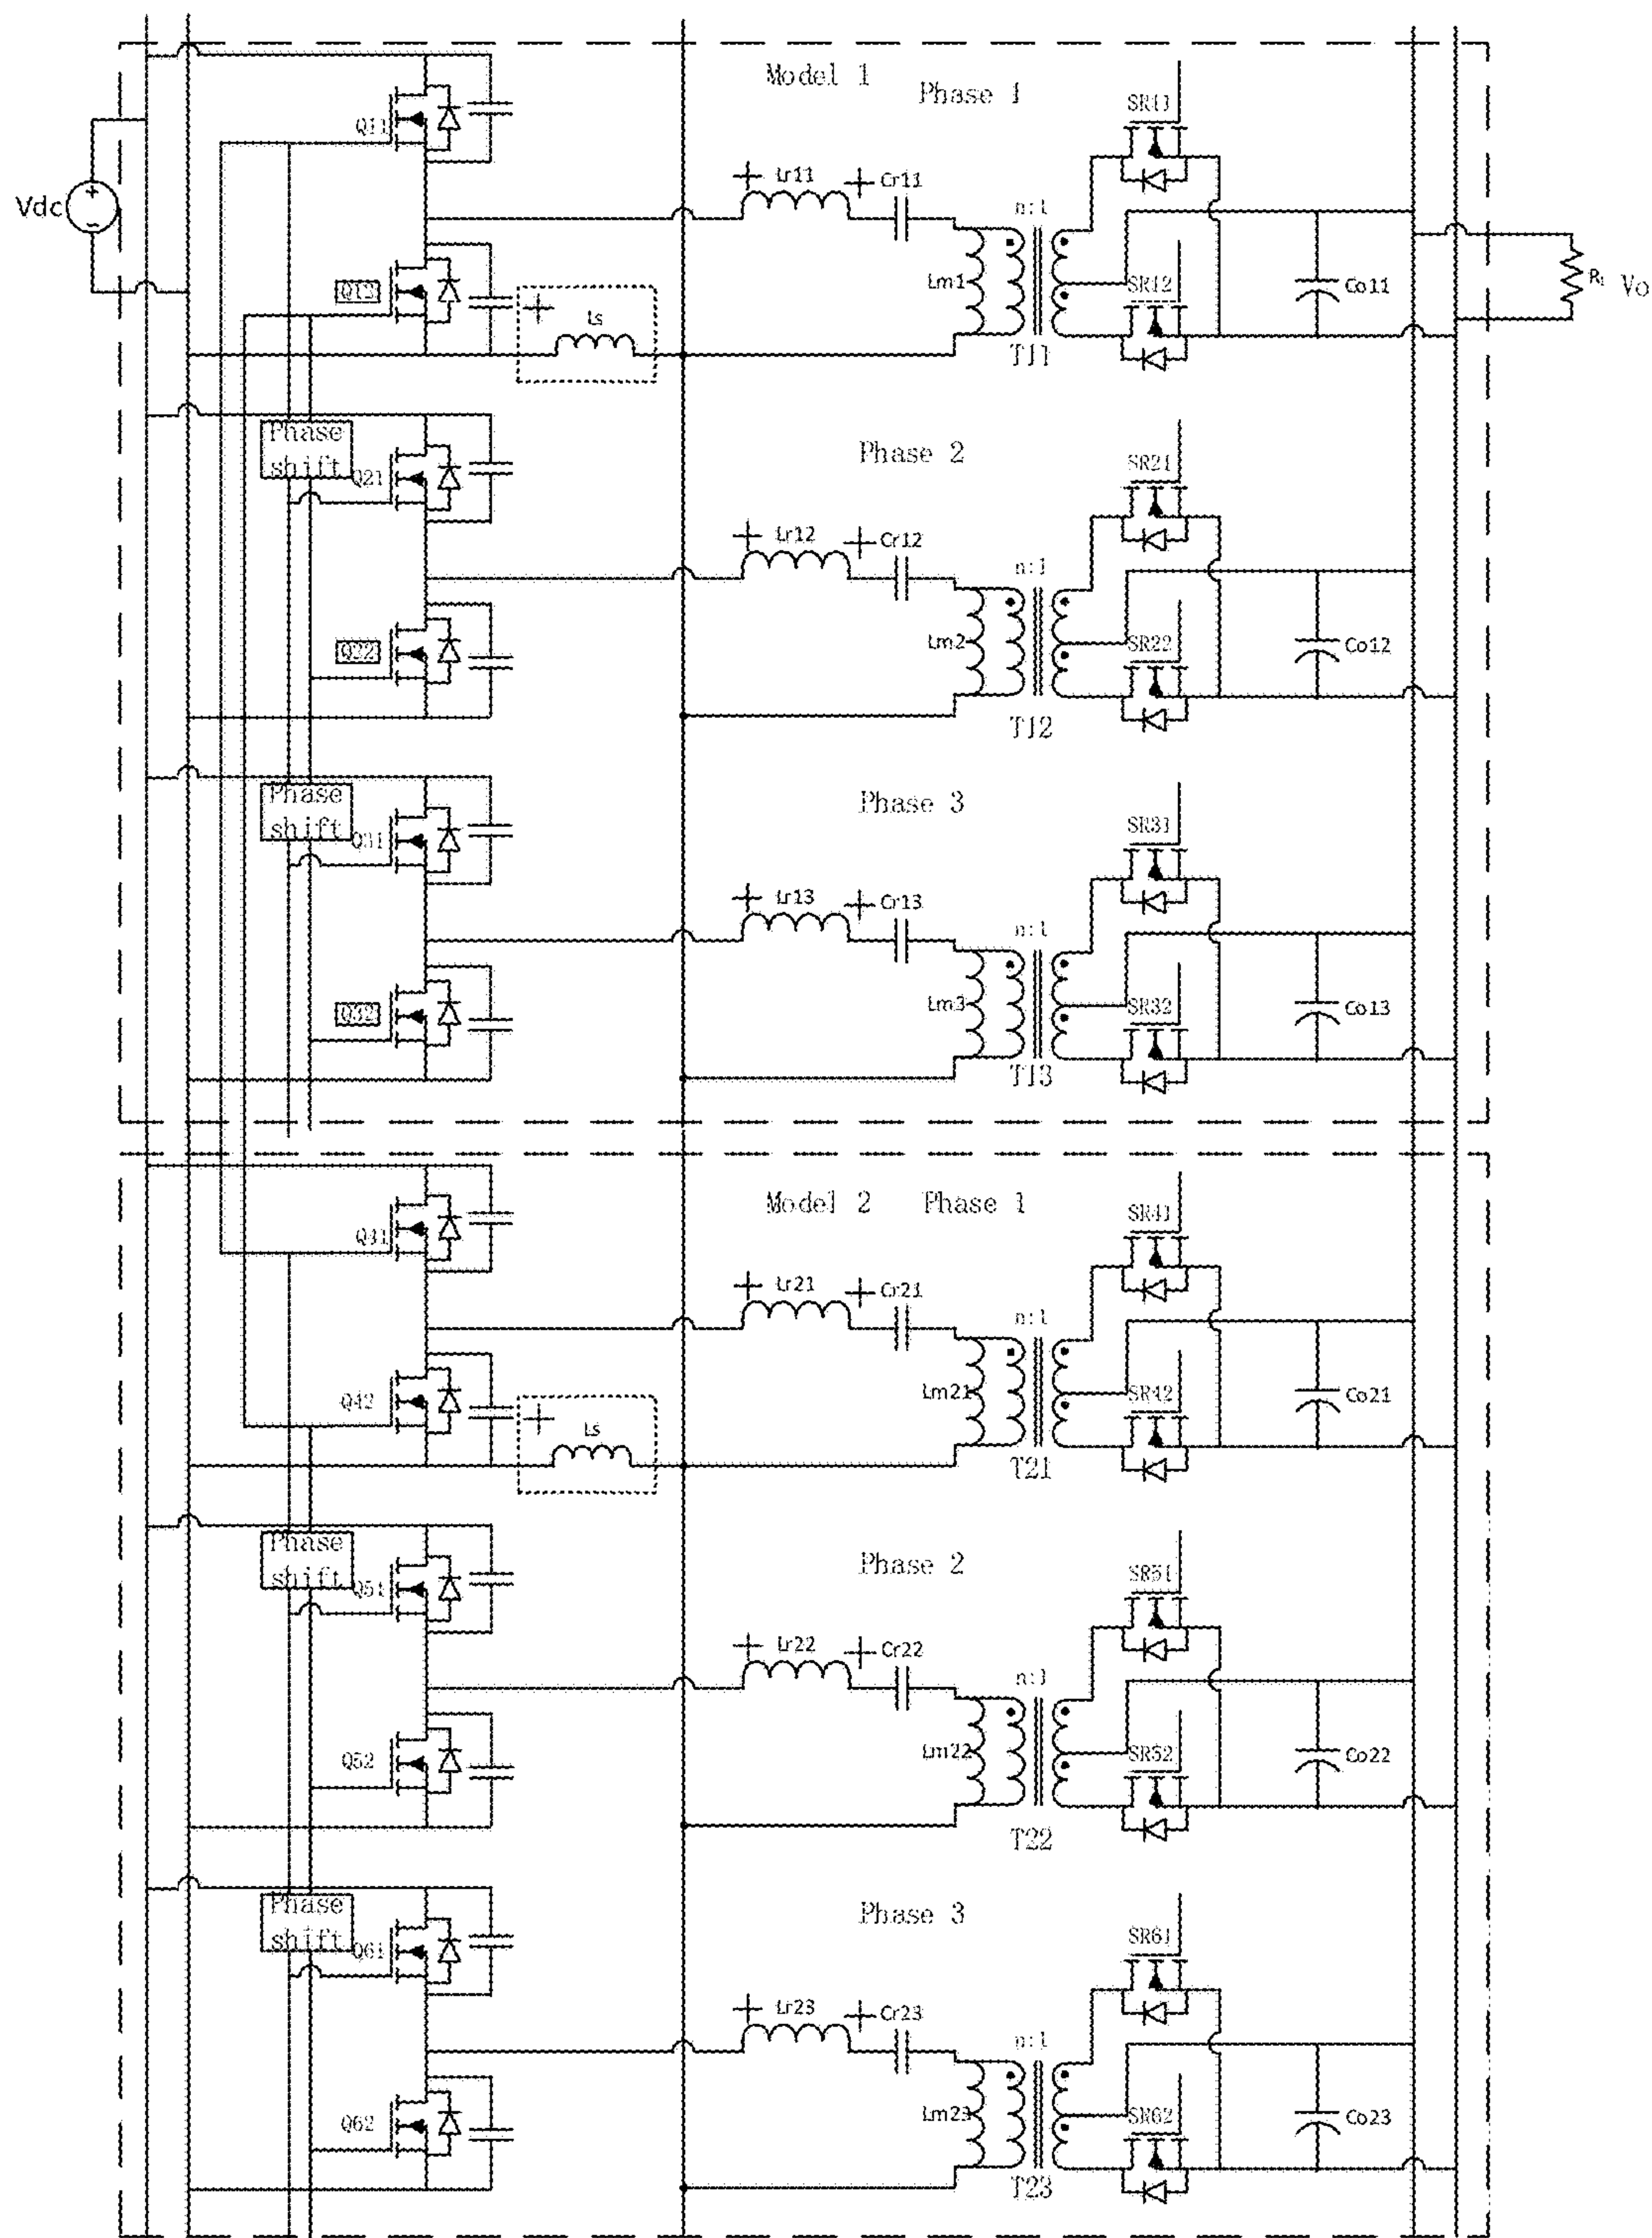 Model 1
Phase 1
SR11
Q11
Lr11
Cr11
Vdc
n:1
Lm1
SR12
Co11
RL
Vo
Q12
Ls
T11
Phase
shift
Q21
Phase 2
SR21
Lr12
Cr12
n:1
Lm2
SR22
Co12
Q22
T12
Phase
shift
Q31
Phase 3
SR31
Lr13
Cr13
n:1
Lm3
SR32
Co13
Q32
T13
Model 2
Phase 1
SR41
Q41
Lr21
Cr21
n:1
Lm21
SR42
Co21
Q42
Ls
T21
Phase
shift
Q51
Phase 2
SR51
Lr22
Cr22
n:1
Lm22
SR52
Co22
Q52
T22
Phase
shift
Q61
Phase 3
SR61
Lr23
Cr23
n:1
Lm23
SR62
Co23
Q62
T23